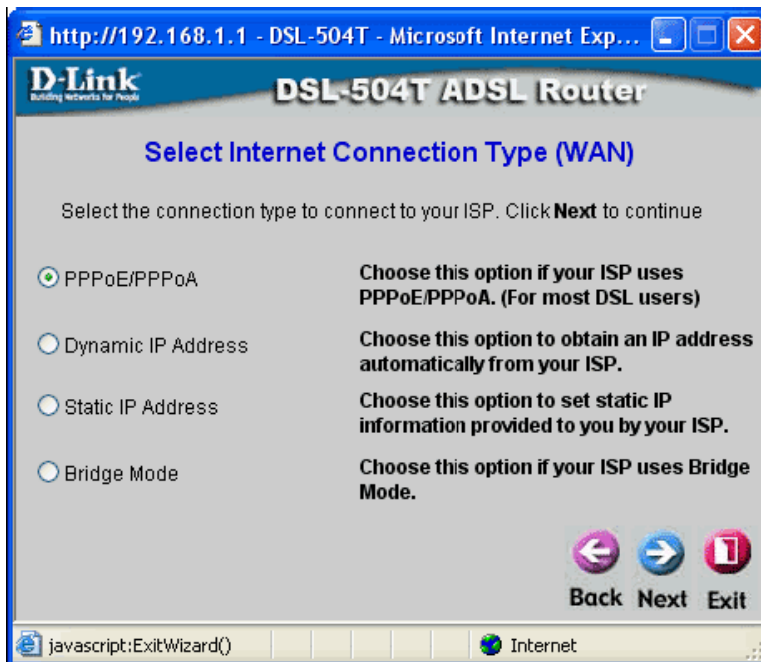 http://192.168.1.1 - DSL-504T - Microsoft Internet Exp...
D-Link
Building Networks for People
DSL-504T ADSL Router
Select Internet Connection Type (WAN)
Select the connection type to connect to your ISP. Click Next to continue
PPPoE/PPPoA
Choose this option if your ISP uses
PPPoE/PPPoA. (For most DSL users)
Dynamic IP Address
Choose this option to obtain an IP address
automatically from your ISP.
Static IP Address
Choose this option to set static IP
information provided to you by your ISP.
Bridge Mode
Choose this option if your ISP uses Bridge
Mode.
Back Next Exit
javascript:ExitWizard() Internet